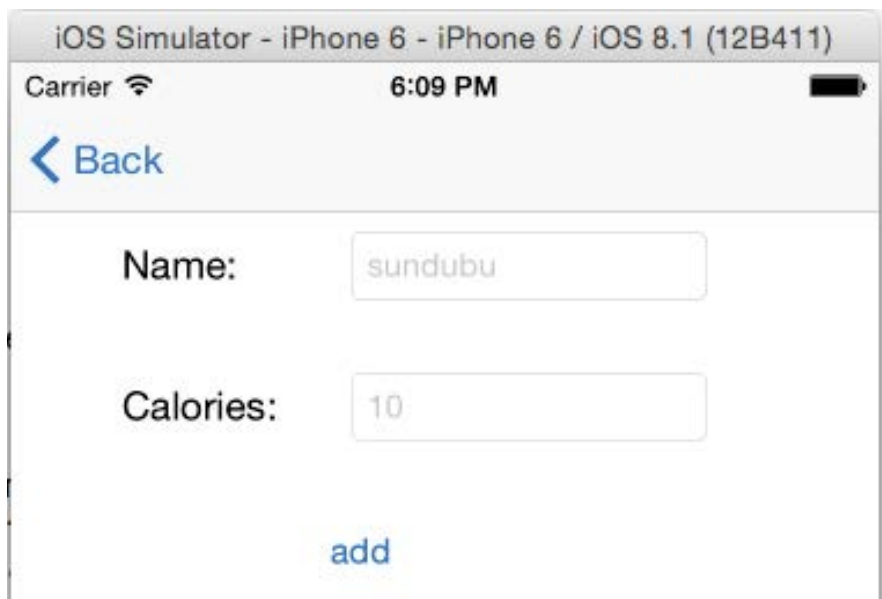 iOS Simulator - iPhone 6 - iPhone 6 / iOS 8.1 (12B411)
Carrier 6:09 PM
Back
Name: sundubu
Calories: 10
add